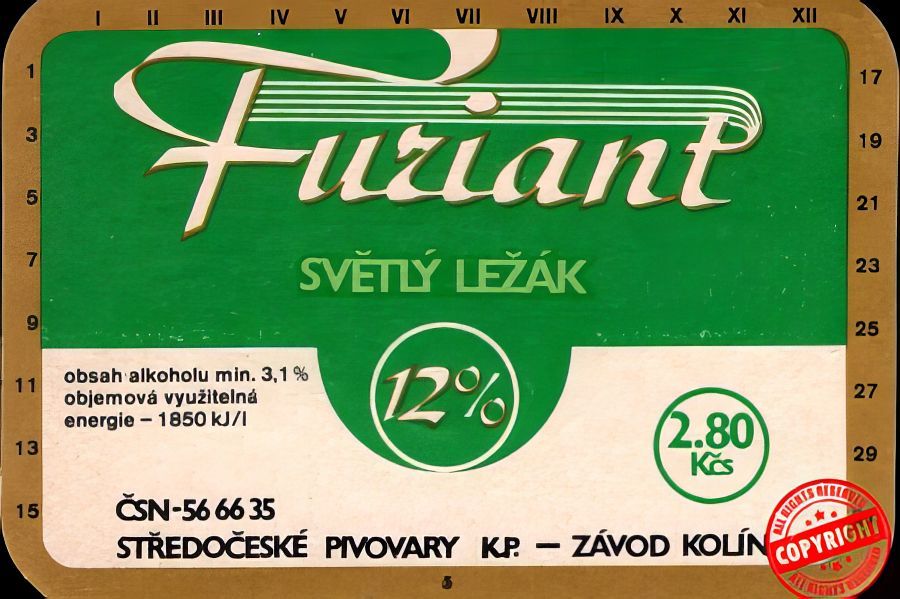 I II III IV V VI VII VIII IX X XI XII
1 17
3 19
5 21
7 23
9 25
11 27
13 29
15
Furiant
SVĚTLÝ LEŽÁK
12%
obsah alkoholu min. 3,1%
objemová využitelná
energie – 1850 kJ/l
2.80
Kčs
ČSN-56 66 35
STŘEDOČESKÉ PIVOVARY K.P. – ZÁVOD KOLÍN
ALL RIGHTS
COPYRIGHT